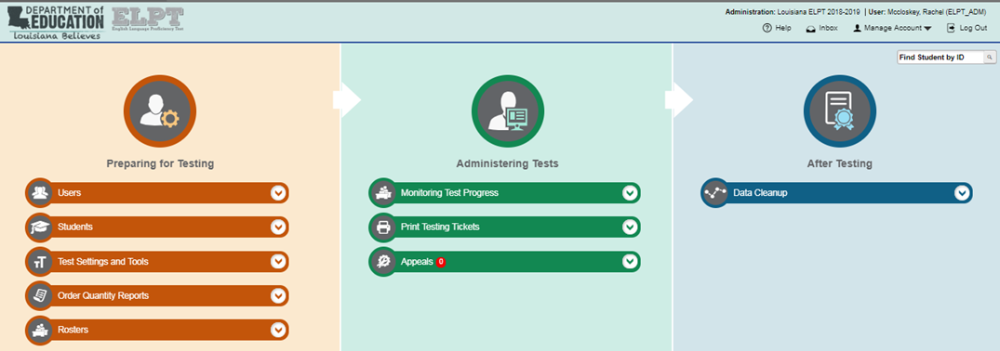 DEPARTMENT of
EDUCATION
Louisiana Believes
ELPT
English Language Proficiency Test
Administration: Louisiana ELPT 2018-2019 | User: Mccloskey, Rachel (ELPT_ADM)
Help Inbox Manage Account Log Out
Find Student by ID
Preparing for Testing
Users
Students
Test Settings and Tools
Order Quantity Reports
Rosters
Administering Tests
Monitoring Test Progress
Print Testing Tickets
Appeals 0
After Testing
Data Cleanup